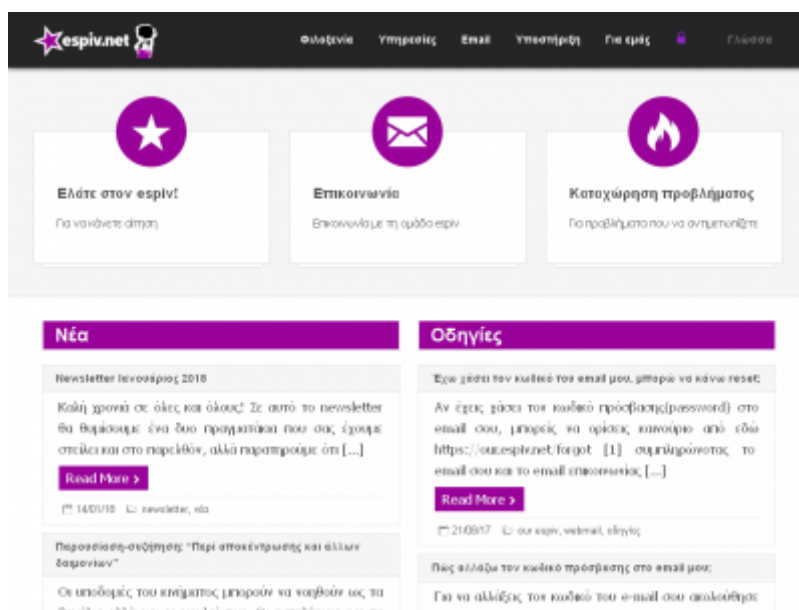 espiv.net
Φιλοξενία Υπηρεσίες Email Υποστήριξη Για εμάς Γλώσσα
Ελάτε στον espiv!
Για να κάνετε αίτηση
Επικοινωνία
Επικοινωνία με τη ομάδα espiv
Καταχώρηση προβλήματος
Για προβλήματα που να αντιμετωπίζετε
Νέα
Newsletter Ιανουάριος 2018
Καλή χρονιά σε όλες και όλους! Σε αυτό το newsletter
θα θυμίσουμε ένα δυο πραγματάκια που σας έχουμε
στείλει και στο παρελθόν, αλλά παρατηρούμε ότι [...]
Read More >
14/01/18 newsletter, νέα
Παρουσίαση-συζήτηση: “Περί αποκέντρωσης και άλλων
δαιμονίων”
Οι υποδομές του κινήματος μπορούν να νοηθούν ως τα
Οδηγίες
Έχω χάσει τον κωδικό του email μου, μπορώ να κάνω reset;
Αν έχεις χάσει τον κωδικό πρόσβασης(password) στο
email σου, μπορείς να ορίσεις καινούριο από εδώ
https://our.espiv.net/forgot [1] συμπληρώνοτας το
email σου και το email επικοινωνίας [...]
Read More >
21/08/17 our espiv, webmail, οδηγίες
Πως αλλάζω τον κωδικό πρόσβασης στο email μου;
Για να αλλάξεις τον κωδικό του e-mail σου ακολούθησε